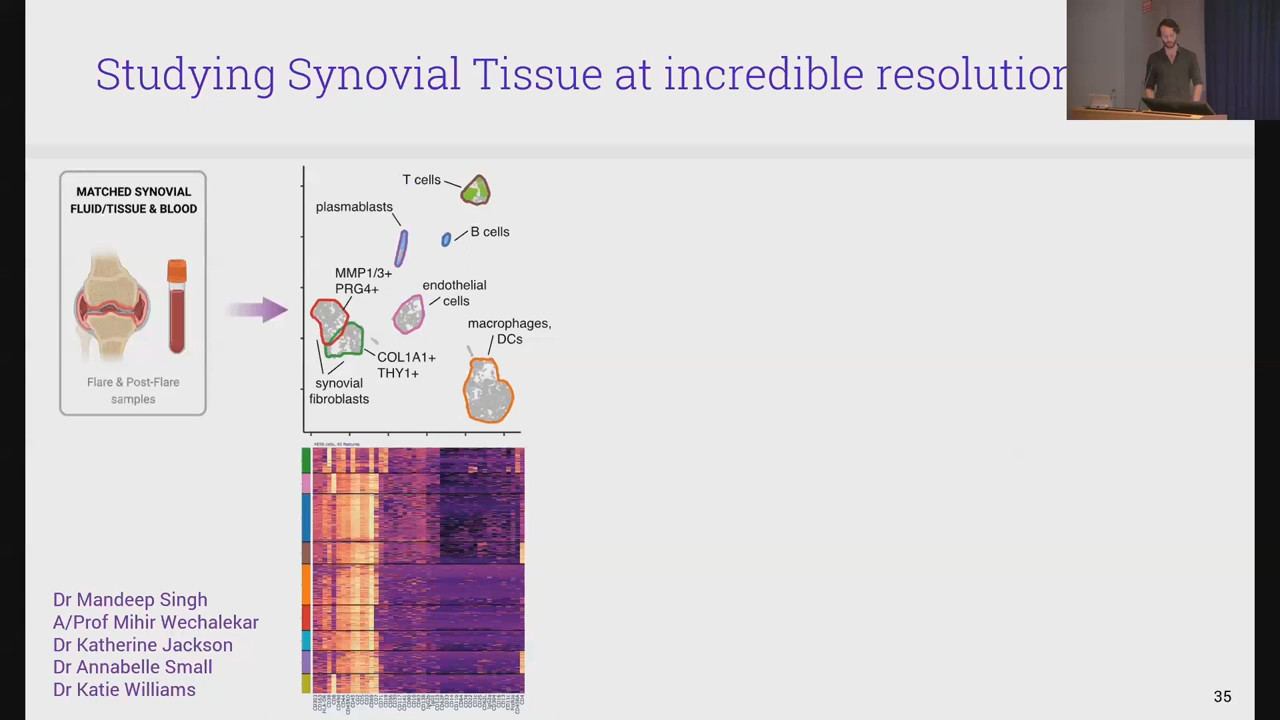 Studying Synovial Tissue at incredible resolution
MATCHED SYNOVIAL
FLUID/TISSUE & BLOOD
Flare & Post-Flare
samples
T cells
plasmablasts
B cells
MMP1/3+
PRG4+
endothelial
cells
macrophages,
DCs
COL1A1+
THY1+
synovial
fibroblasts
Dr Mandeep Singh
A/Prof Mihir Wechalekar
Dr Katherine Jackson
Dr Annabelle Small
Dr Katie Williams
35